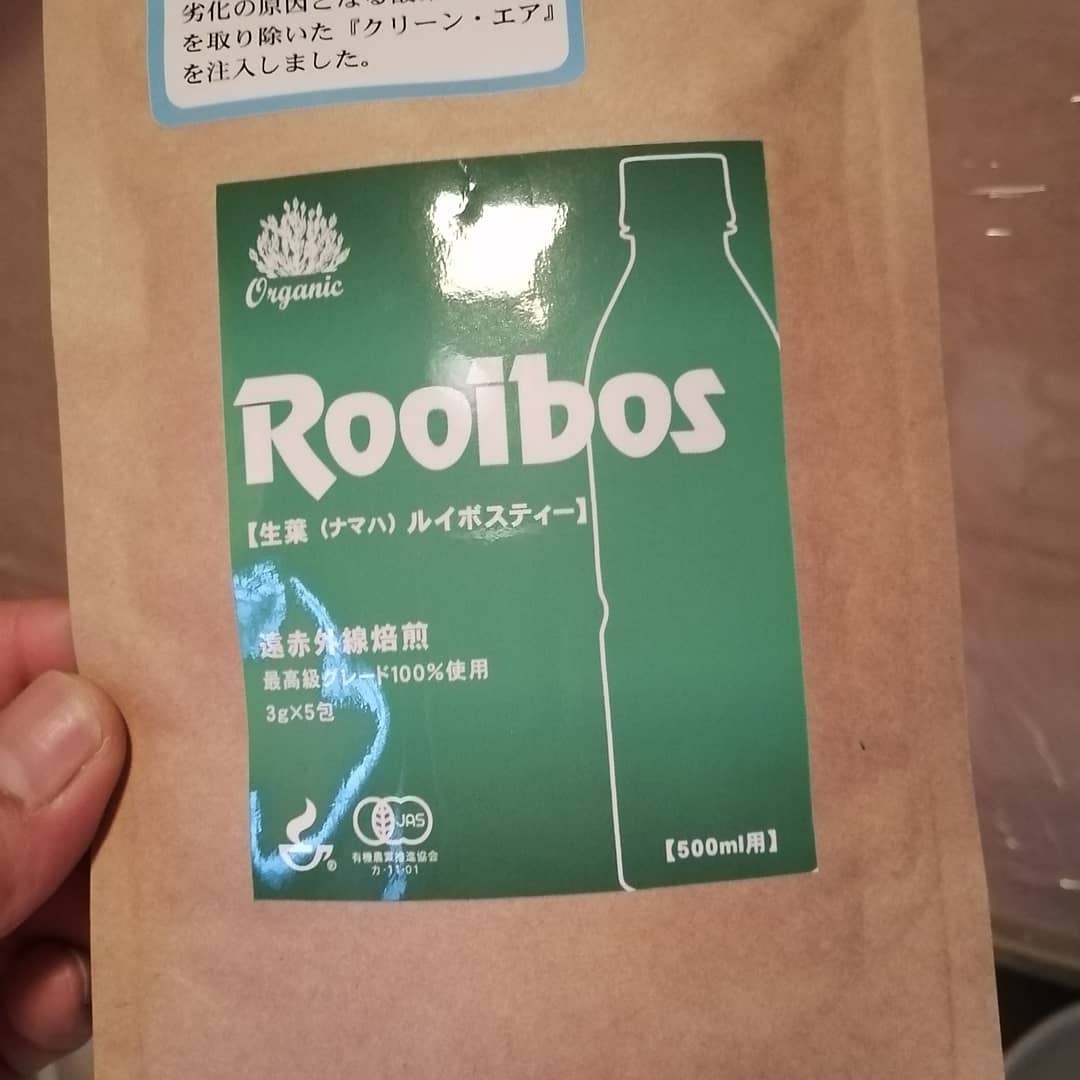 劣化の原因となる酸
を取り除いた『クリーン・エア』
を注入しました。
Organic
Rooibos
【生葉（ナマハ）ルイボスティー】
遠赤外線焙煎
最高級グレード100%使用
3g×5包
JAS
有機農業推進協会
カ-11-01
【500ml用】